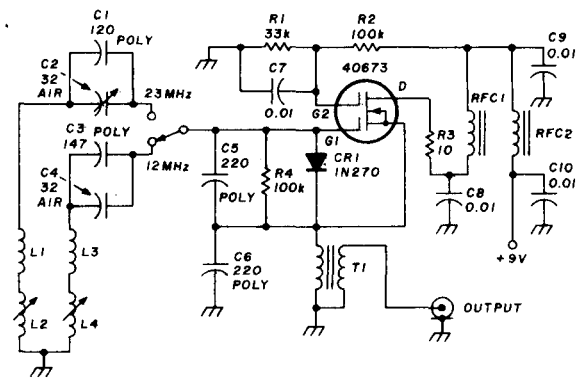 C1
120
POLY
C2
32
AIR
23MHz
C3
147
POLY
12MHz
C4
32
AIR
L1
L2
L3
L4
R1
33k
R2
100k
C7
0.01
40673
D
G2
G1
C5
220
POLY
R4
100k
CR1
1N270
C6
220
POLY
T1
R3
10
C8
0.01
RFC1
RFC2
C9
0.01
C10
0.01
+9V
OUTPUT